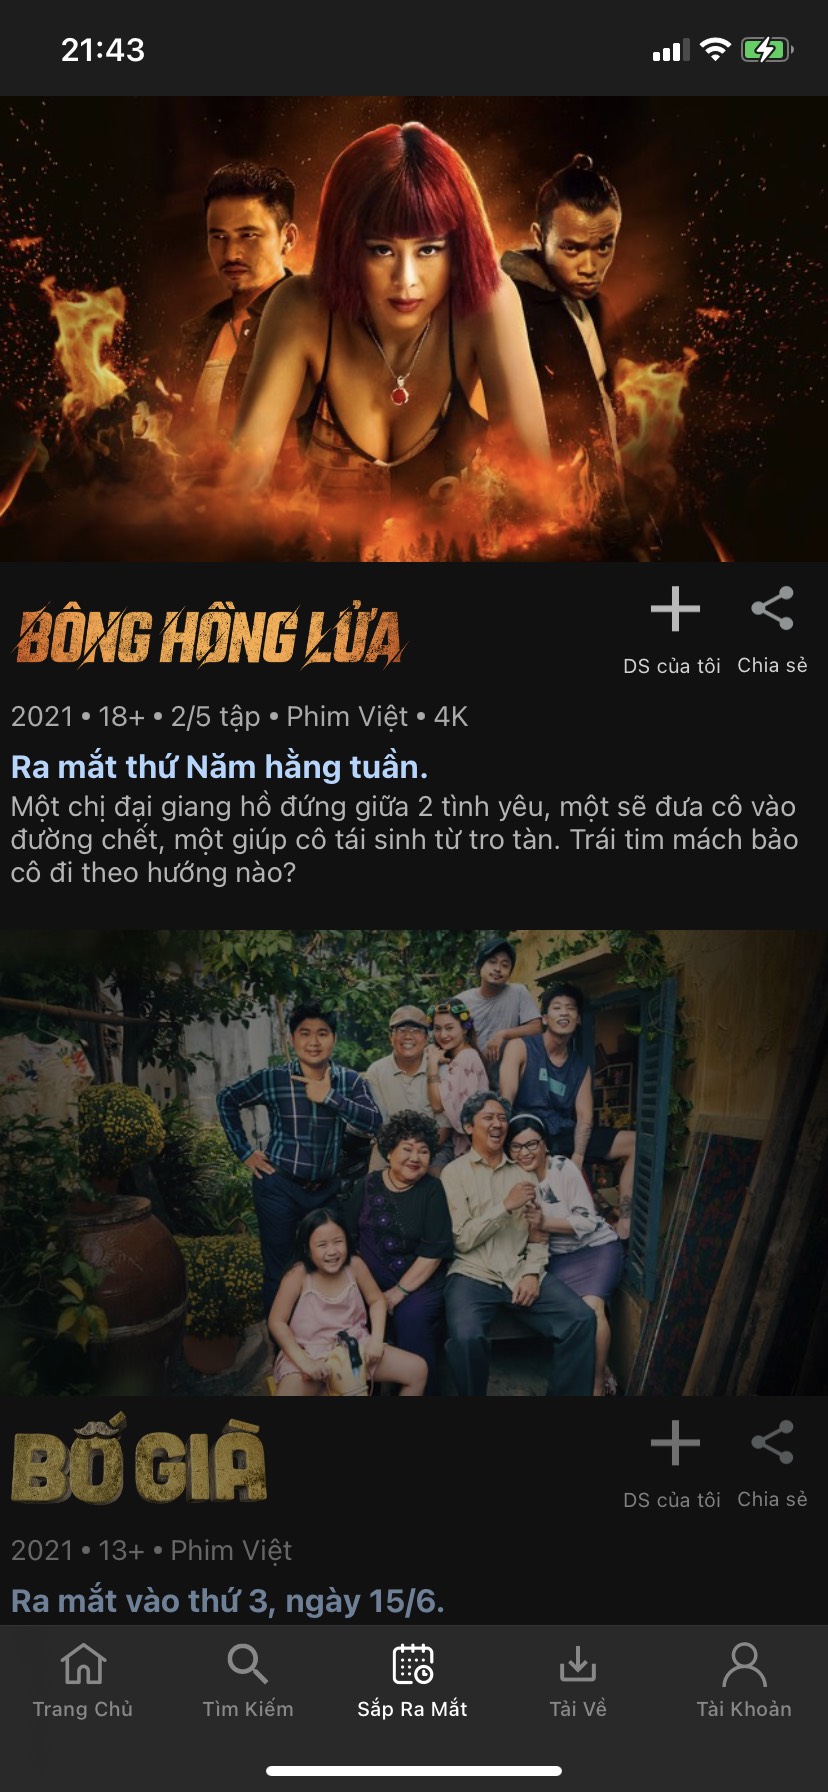 21:43
BÔNG HỒNG LỬA
DS của tôi
Chia sẻ
2021 • 18+ • 2/5 tập • Phim Việt • 4K
Ra mắt thứ Năm hằng tuần.
Một chị đại giang hồ đứng giữa 2 tình yêu, một sẽ đưa cô vào
đường chết, một giúp cô tái sinh từ tro tàn. Trái tim mách bảo
cô đi theo hướng nào?
BỐ GIÀ
DS của tôi
Chia sẻ
2021 • 13+ • Phim Việt
Ra mắt vào thứ 3, ngày 15/6.
Trang Chủ
Tìm Kiếm
Sắp Ra Mắt
Tải Về
Tài Khoản